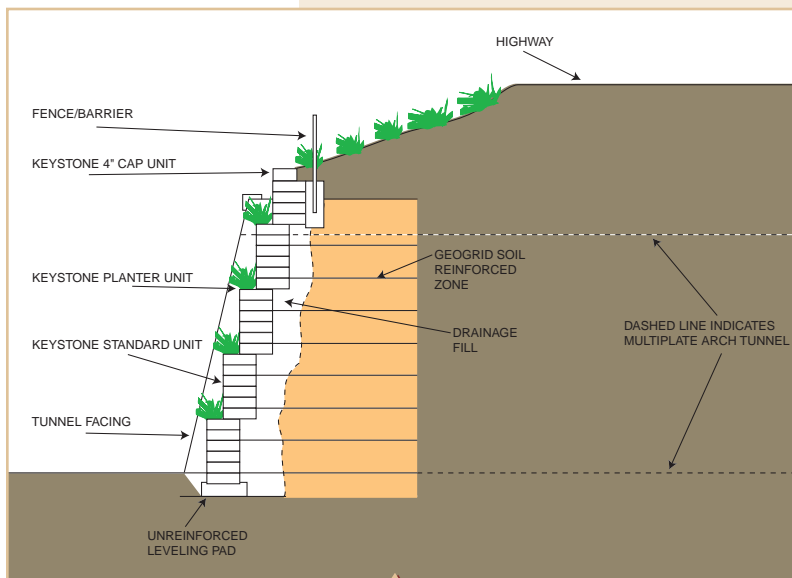 HIGHWAY
FENCE/BARRIER
KEYSTONE 4" CAP UNIT
GEOGRID SOIL
REINFORCED
ZONE
KEYSTONE PLANTER UNIT
DRAINAGE
FILL
DASHED LINE INDICATES
MULTIPLATE ARCH TUNNEL
KEYSTONE STANDARD UNIT
TUNNEL FACING
UNREINFORCED
LEVELING PAD